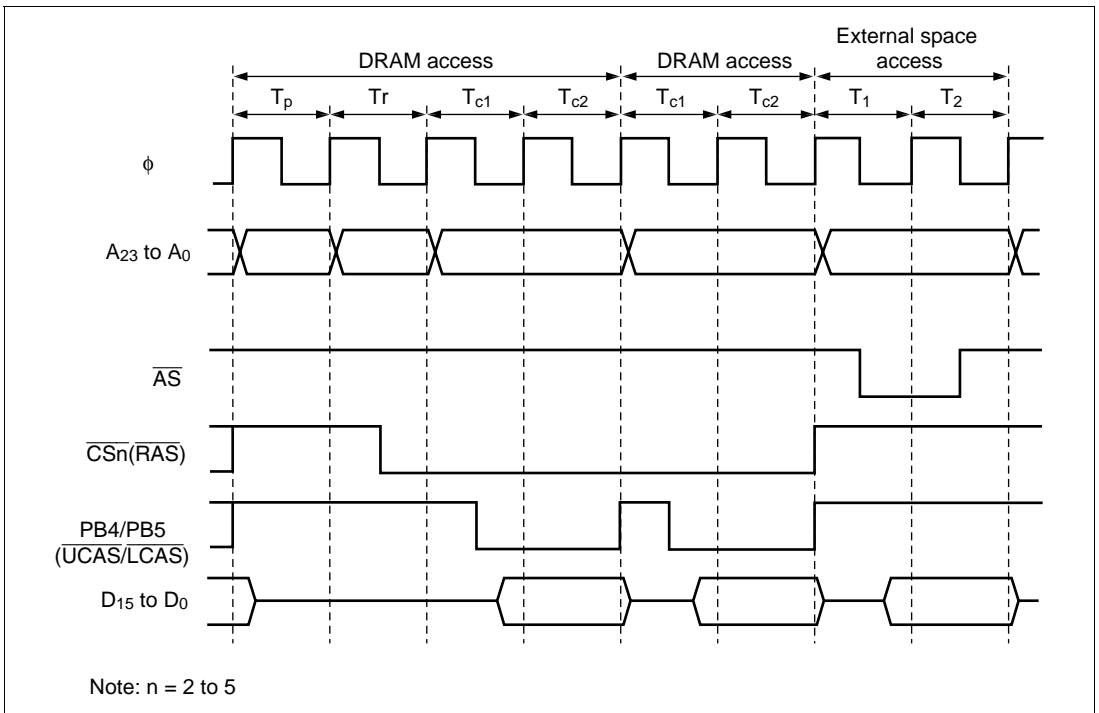 External space
access
DRAM access
DRAM access
Tp
Tr
Tc1
Tc2
Tc1
Tc2
T1
T2
ϕ
A23 to A0
AS
CSn(RAS)
PB4/PB5
(UCAS/LCAS)
D15 to D0
Note: n = 2 to 5